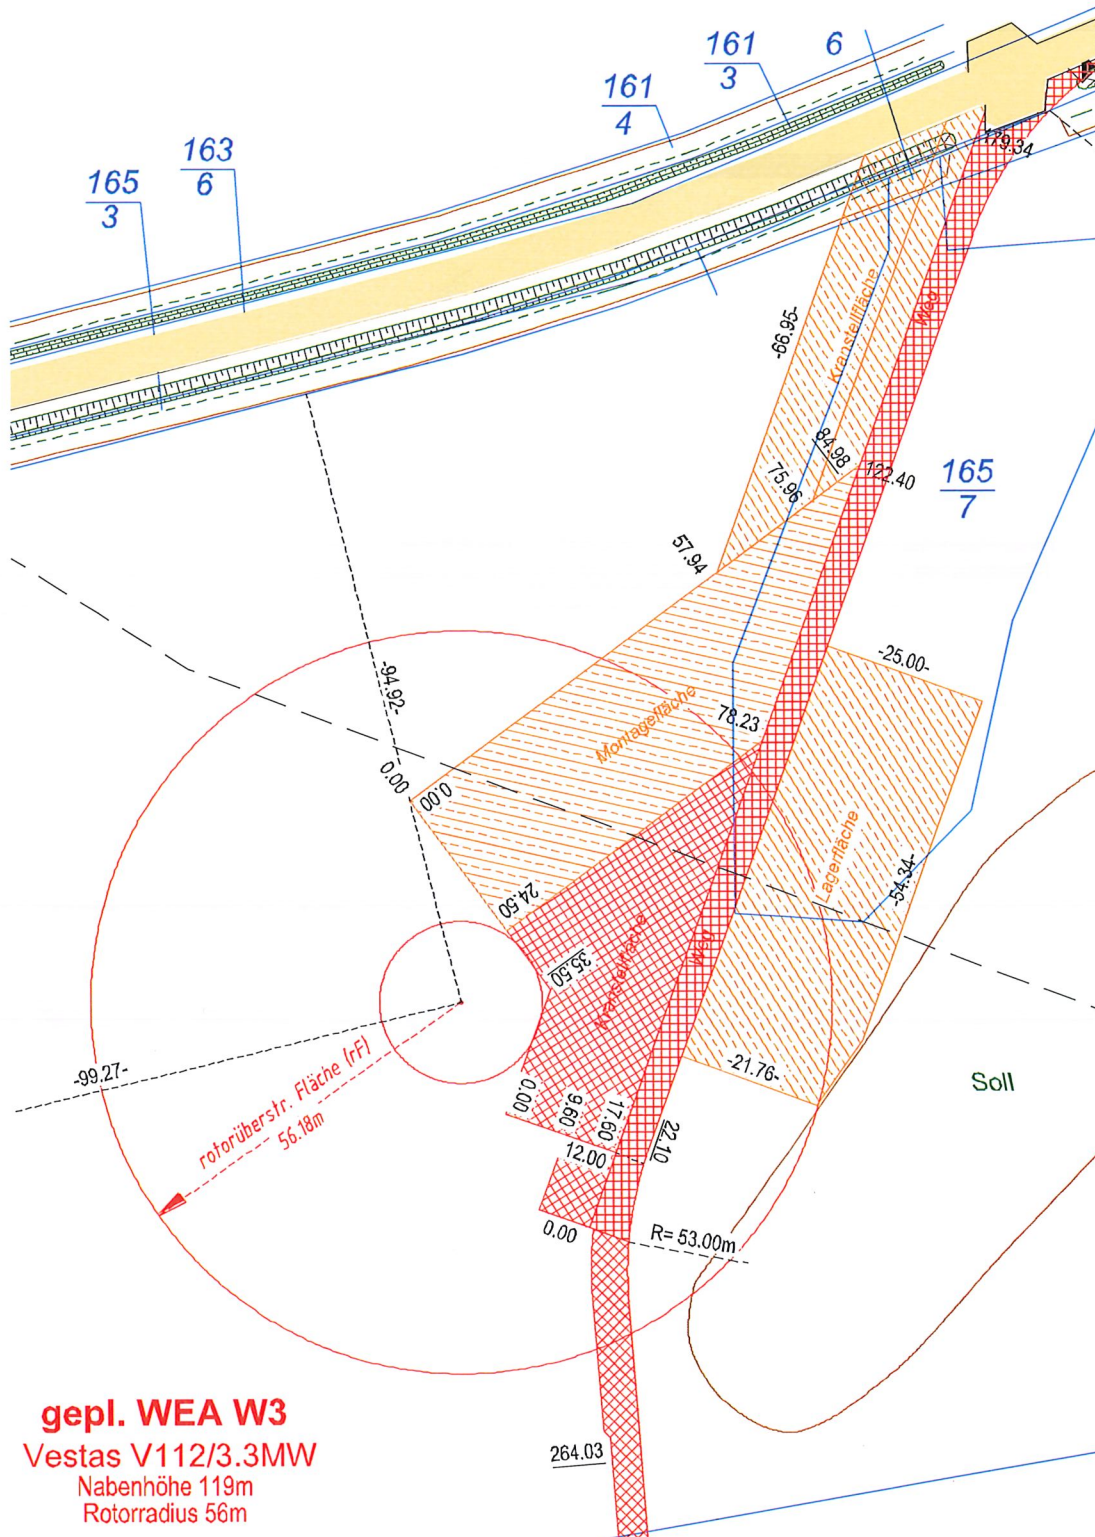 161
3
6
161
4
163
6
165
3
179.34
Kranstellfläche
Weg
-66.95-
84.98
75.96
122.40
165
7
57.94
-25.00-
-94.92-
78.23
Montagefläche
0.00
0.00
Lagerfläche
-54.34-
24.50
35.50
Kranstellfläche
Weg
-99.27-
rotorüberstr. Fläche (rF)
56.18m
-21.76-
Soll
0.00
9.60
17.60
22.10
12.00
0.00
R= 53.00m
264.03
gepl. WEA W3
Vestas V112/3.3MW
Nabenhöhe 119m
Rotorradius 56m